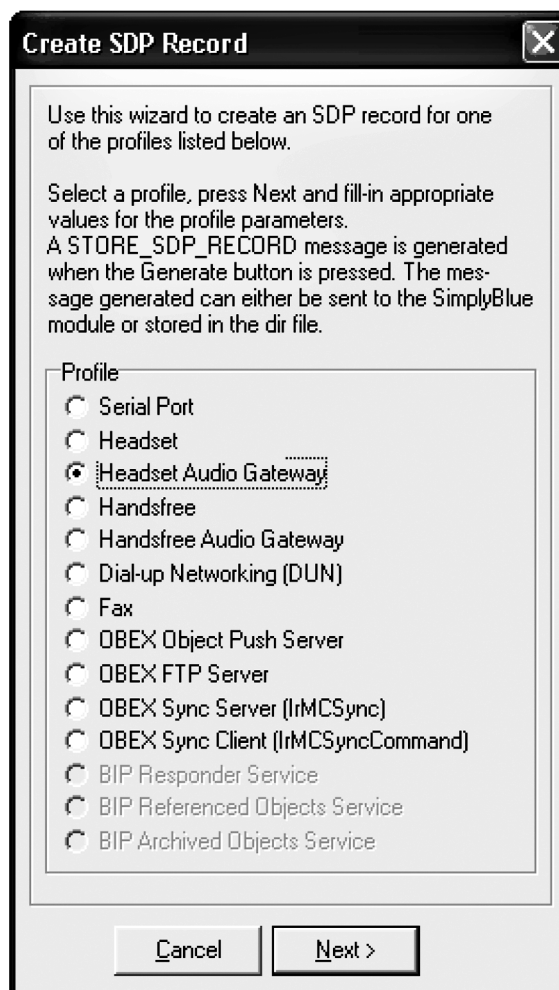 Create SDP Record
Use this wizard to create an SDP record for one
of the profiles listed below.
Select a profile, press Next and fill-in appropriate
values for the profile parameters.
A STORE_SDP_RECORD message is generated
when the Generate button is pressed. The mes-
sage generated can either be sent to the SimplyBlue
module or stored in the dir file.
Profile
Serial Port
Headset
Headset Audio Gateway
Handsfree
Handsfree Audio Gateway
Dial-up Networking (DUN)
Fax
OBEX Object Push Server
OBEX FTP Server
OBEX Sync Server (IrMCSync)
OBEX Sync Client (IrMCSyncCommand)
BIP Responder Service
BIP Referenced Objects Service
BIP Archived Objects Service
Cancel
Next >